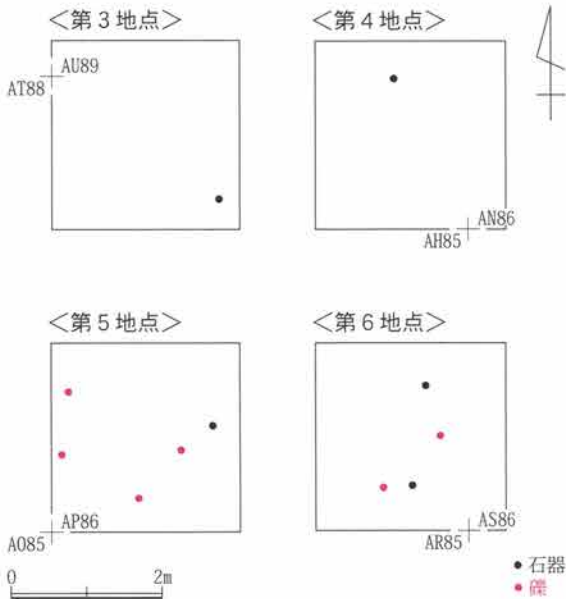 ＜第3地点＞
AU89
AT88
＜第4地点＞
AN86
AH85
＜第5地点＞
AP86
AO85
＜第6地点＞
AS86
AR85
0 2m
石器
礫